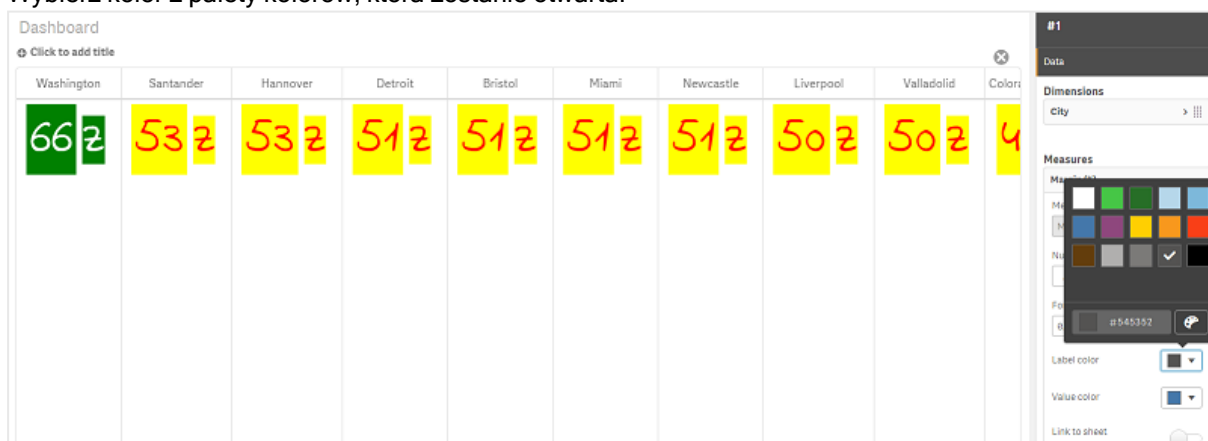 Wybierz kolor z palety kolorów, która zostanie otwarta.
Dashboard
Click to add title
Washington Santander Hannover Detroit Bristol Miami Newcastle Liverpool Valladolid
66 z 53 z 53 z 51 z 51 z 51 z 51 z 50 z 50 z 4
#1
Data
Dimensions
City
Measures
#545352
Label color
Value color
Link to sheet